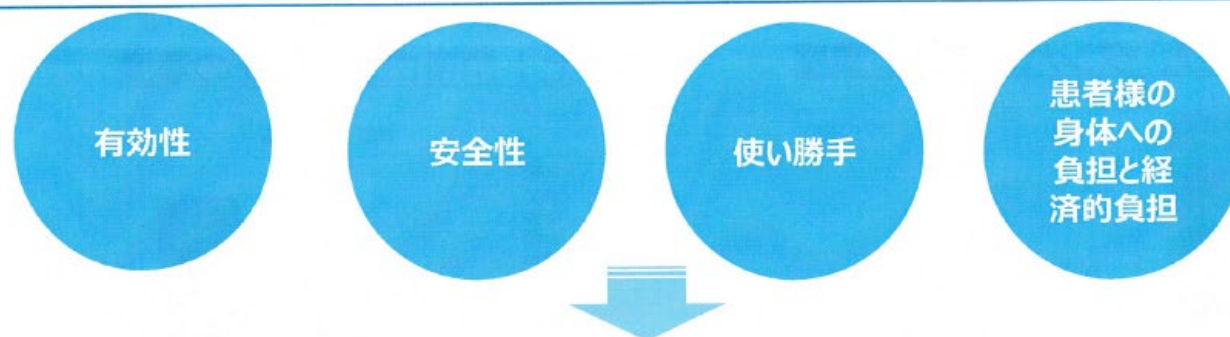 有効性
安全性
使い勝手
患者様の
身体への
負担と経
済的負担